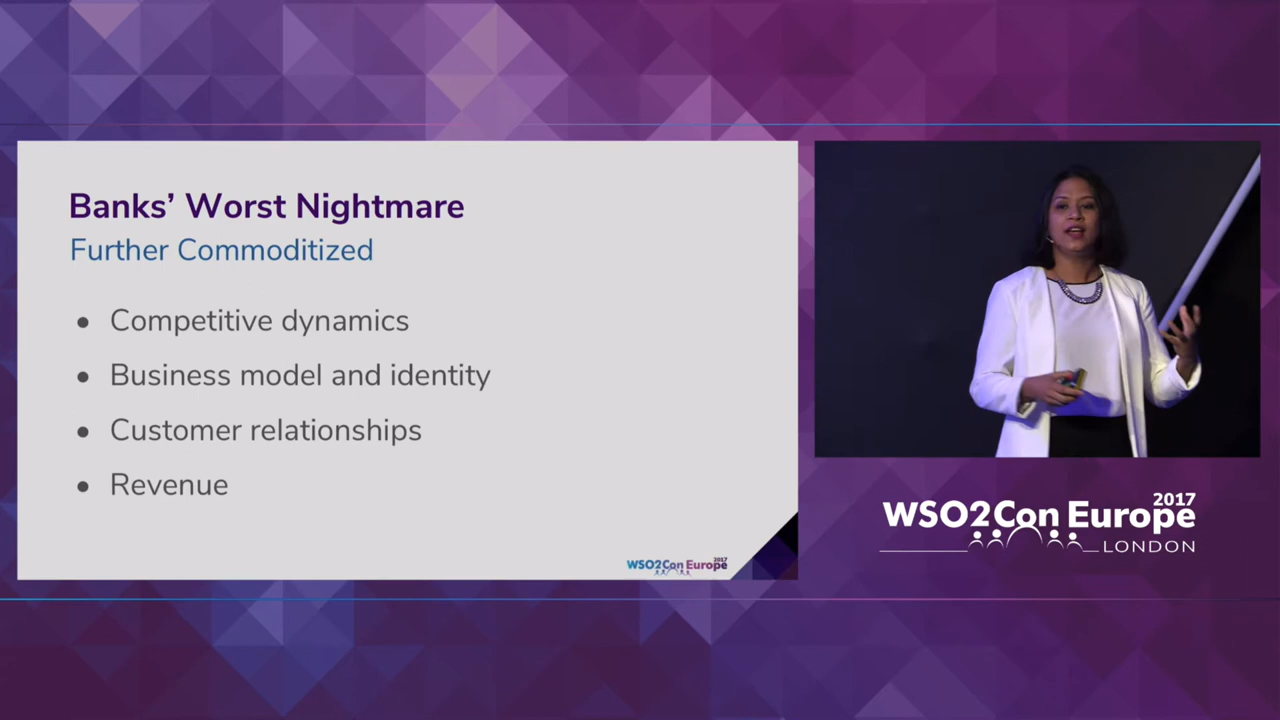 Banks’ Worst Nightmare
Further Commoditized
● Competitive dynamics
● Business model and identity
● Customer relationships
● Revenue
WSO2Con Europe 2017
WSO2Con Europe 2017
LONDON